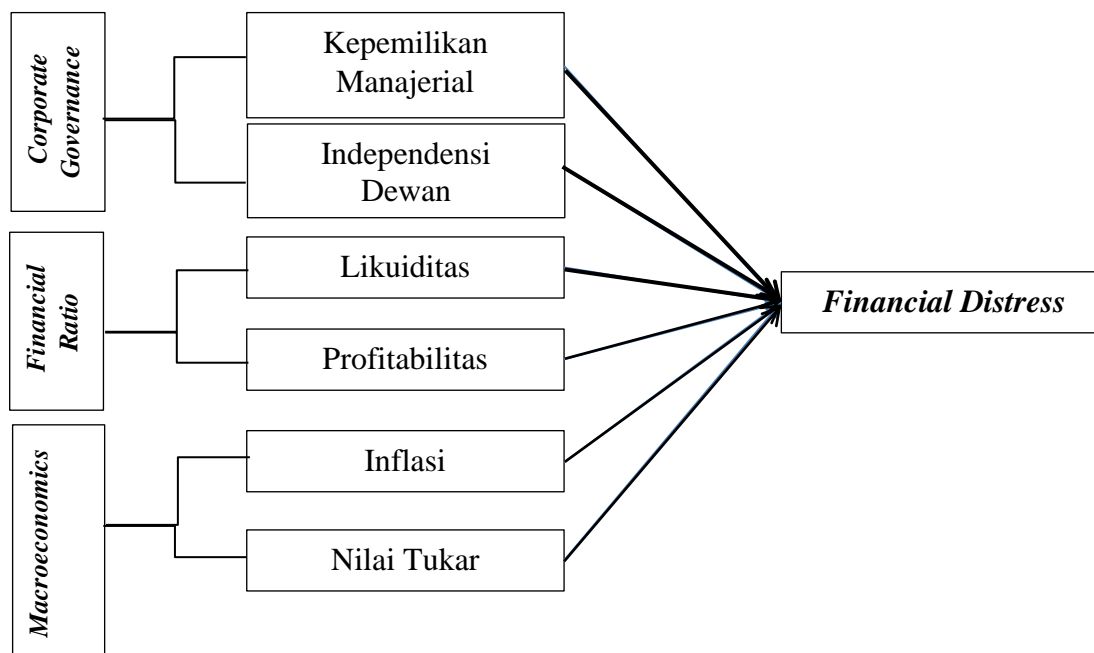 Corporate
Governance
Kepemilikan
Manajerial
Independensi
Dewan
Financial
Ratio
Likuiditas
Profitabilitas
Macroeconomics
Inflasi
Nilai Tukar
Financial Distress